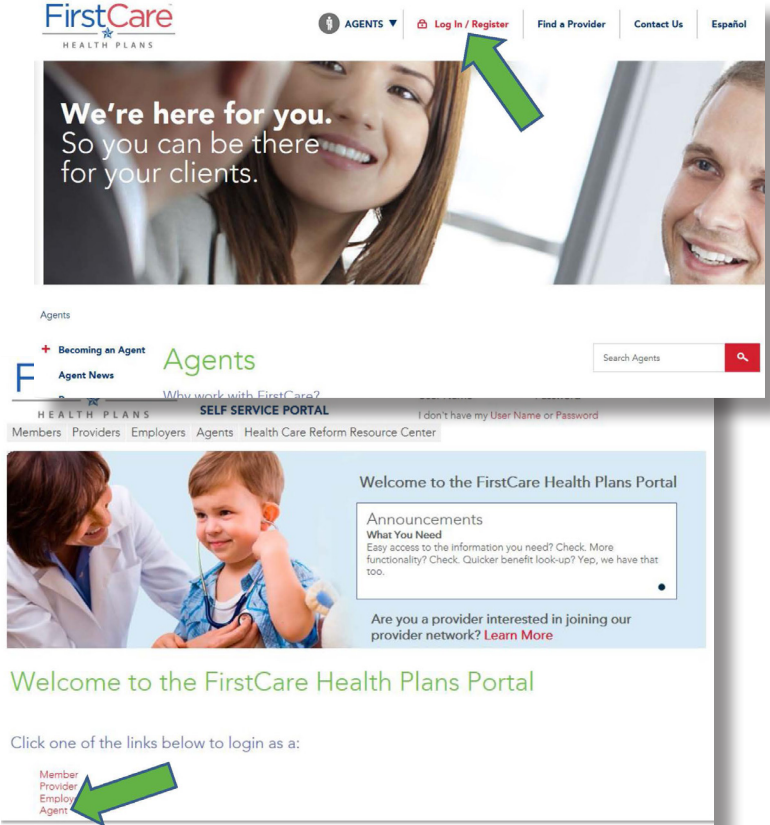 FirstCare
HEALTH PLANS
AGENTS ▼
Log In / Register
Find a Provider
Contact Us
Español
We're here for you.
So you can be there
for your clients.
Agents
+ Becoming an Agent
Agent News
Agents
Why work with FirstCare?
Search Agents
F
HEALTH PLANS
SELF SERVICE PORTAL
I don't have my User Name or Password
Members Providers Employers Agents Health Care Reform Resource Center
Welcome to the FirstCare Health Plans Portal
Announcements
What You Need
Easy access to the information you need? Check. More
functionality? Check. Quicker benefit look-up? Yep, we have that
too.
Are you a provider interested in joining our
provider network? Learn More
Welcome to the FirstCare Health Plans Portal
Click one of the links below to login as a:
Member
Provider
Employ
Agent